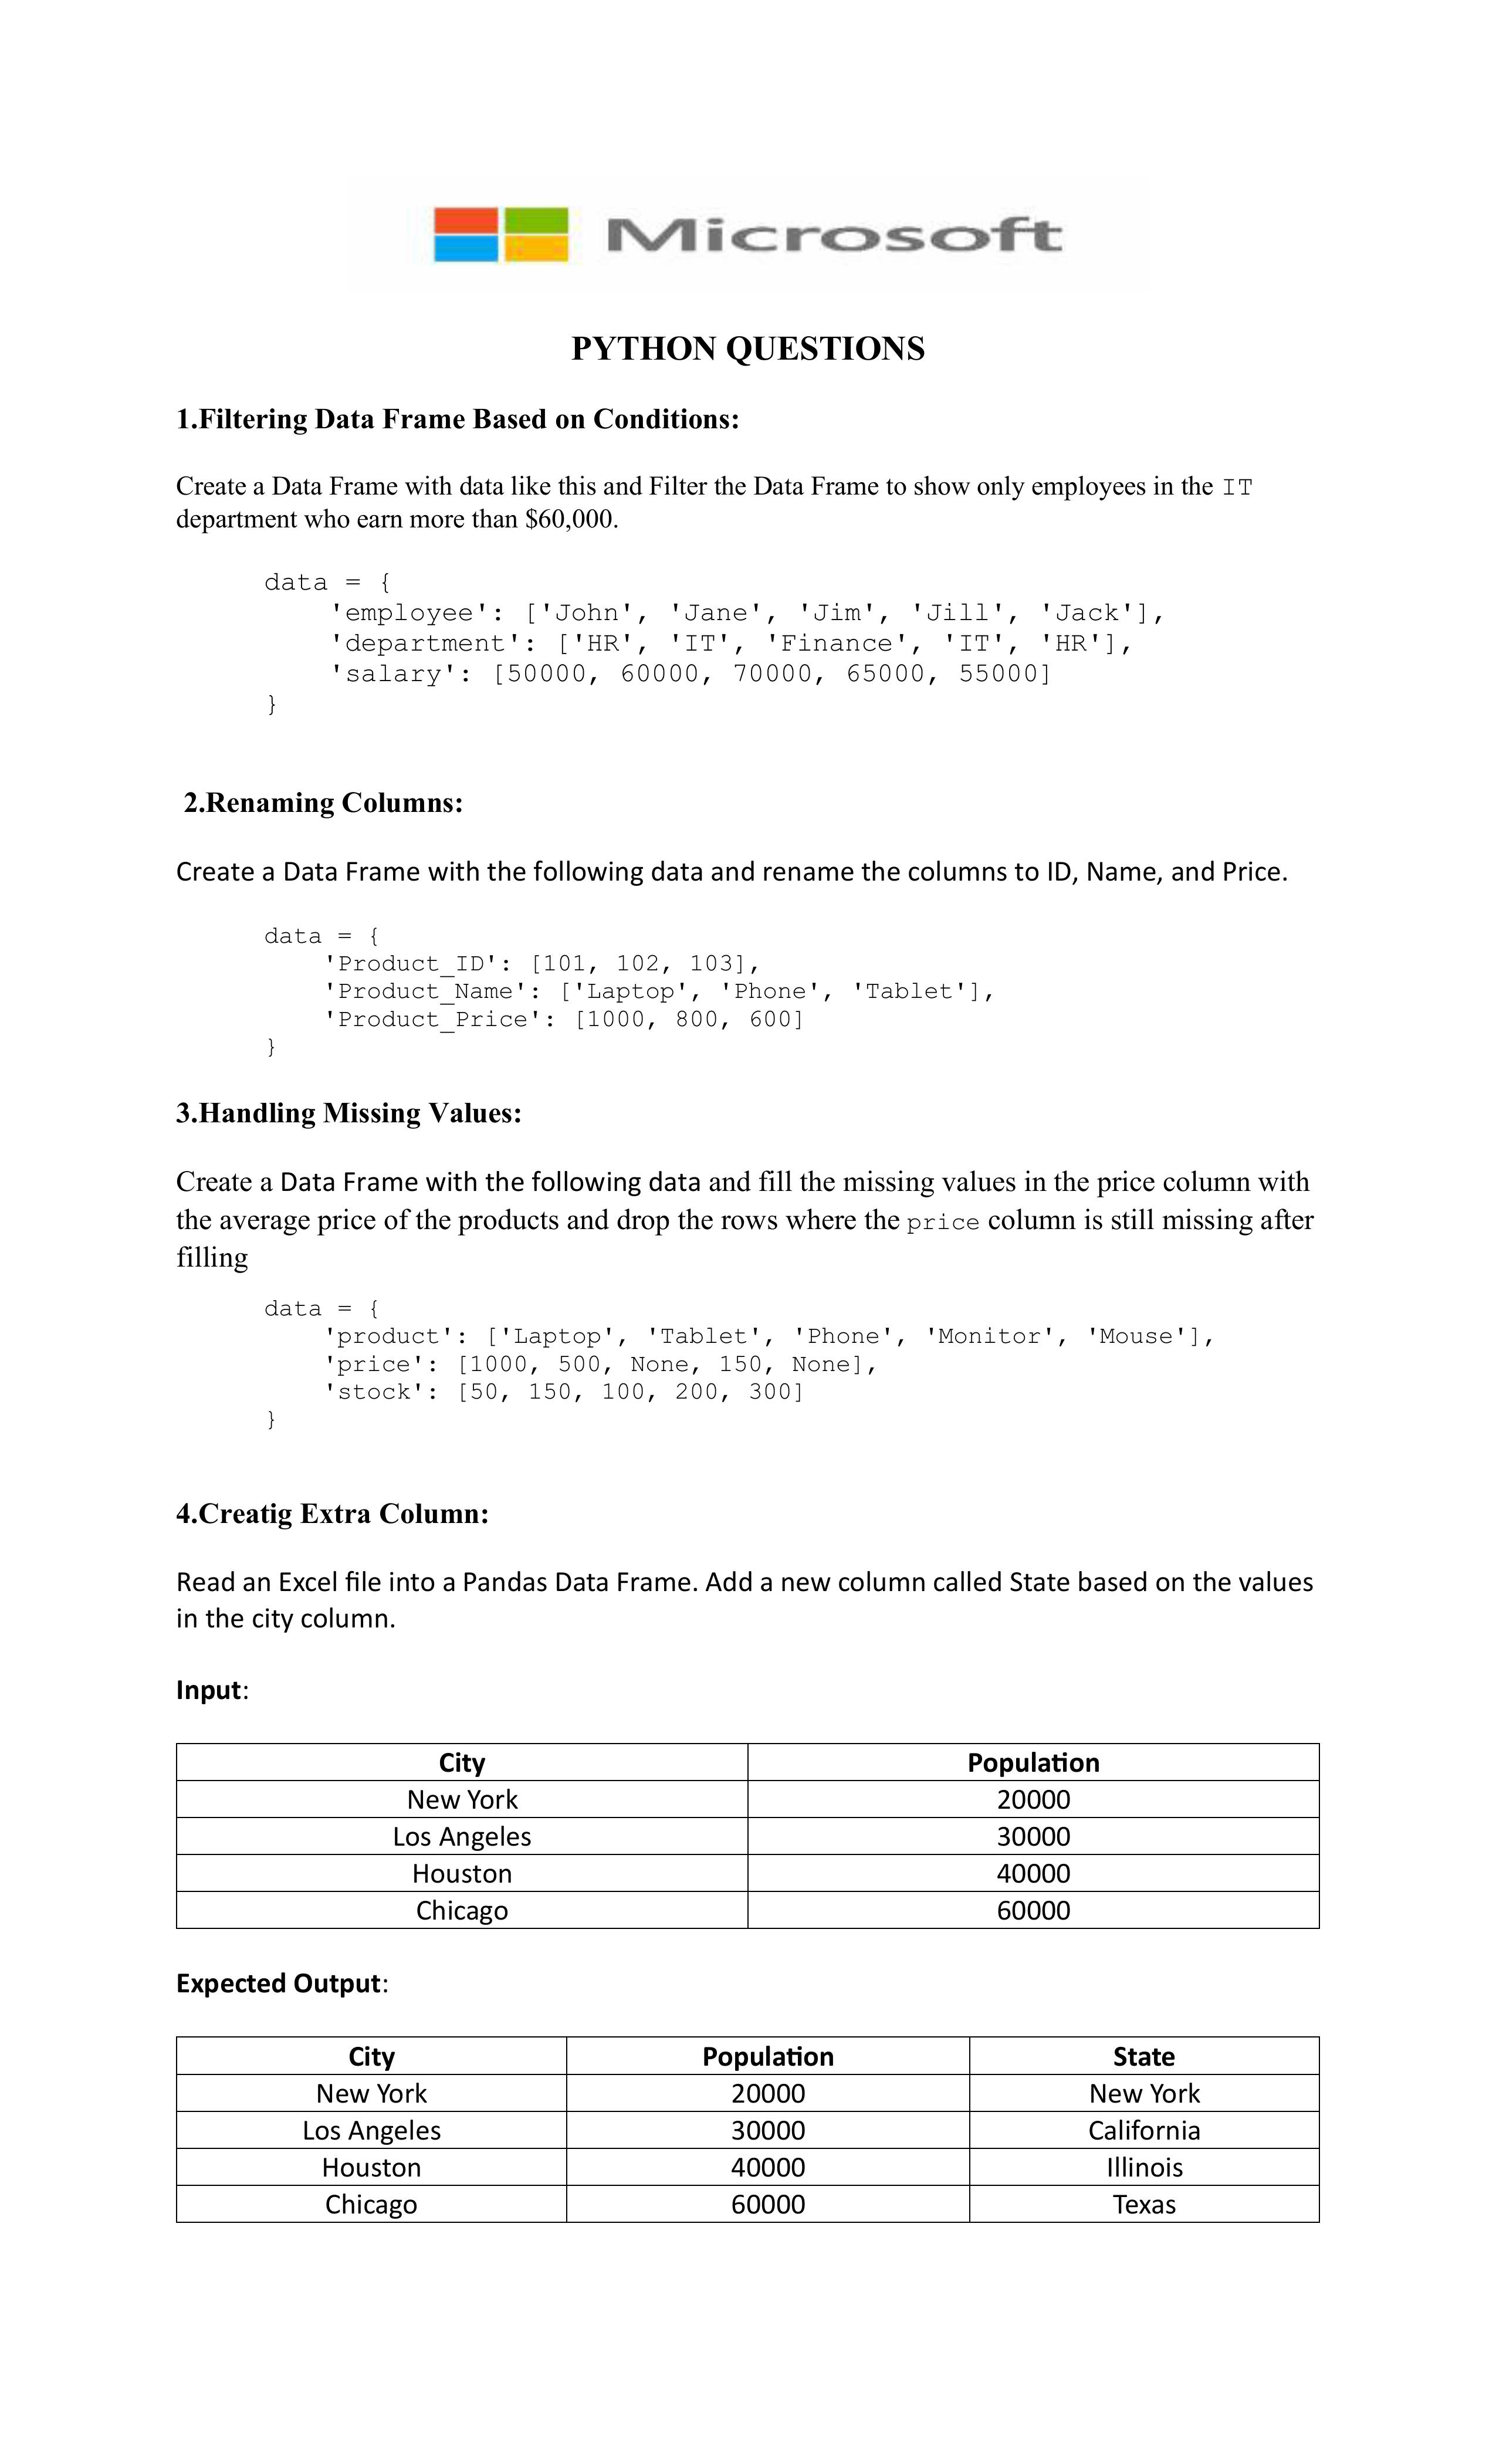 Microsoft
PYTHON QUESTIONS
1.Filtering Data Frame Based on Conditions:
Create a Data Frame with data like this and Filter the Data Frame to show only employees in the IT
department who earn more than $60,000.
data = {
    'employee': ['John', 'Jane', 'Jim', 'Jill', 'Jack'],
    'department': ['HR', 'IT', 'Finance', 'IT', 'HR'],
    'salary': [50000, 60000, 70000, 65000, 55000]
}
2.Renaming Columns:
Create a Data Frame with the following data and rename the columns to ID, Name, and Price.
data = {
    'Product_ID': [101, 102, 103],
    'Product_Name': ['Laptop', 'Phone', 'Tablet'],
    'Product_Price': [1000, 800, 600]
}
3.Handling Missing Values:
Create a Data Frame with the following data and fill the missing values in the price column with
the average price of the products and drop the rows where the price column is still missing after
filling
data = {
    'product': ['Laptop', 'Tablet', 'Phone', 'Monitor', 'Mouse'],
    'price': [1000, 500, None, 150, None],
    'stock': [50, 150, 100, 200, 300]
}
4.Creatig Extra Column:
Read an Excel file into a Pandas Data Frame. Add a new column called State based on the values
in the city column.
Input:
City Population
New York 20000
Los Angeles 30000
Houston 40000
Chicago 60000
Expected Output:
City Population State
New York 20000 New York
Los Angeles 30000 California
Houston 40000 Illinois
Chicago 60000 Texas